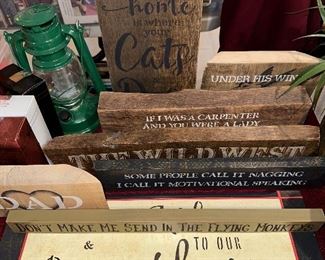 home
is where
your
Cats
UNDER HIS WIN
IF I WAS A CARPENTER
AND YOU WERE A LADY
THE WILD WEST
SOME PEOPLE CALL IT NAGGING
I CALL IT MOTIVATIONAL SPEAKING
DAD
DON'T MAKE ME SEND IN THE FLYING MONKEYS
& TO OUR